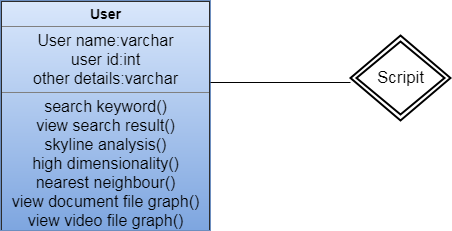 User
User name:varchar
user id:int
other details:varchar
search keyword()
view search result()
skyline analysis()
high dimensionality()
nearest neighbour()
view document file graph()
view video file graph()
Scripit